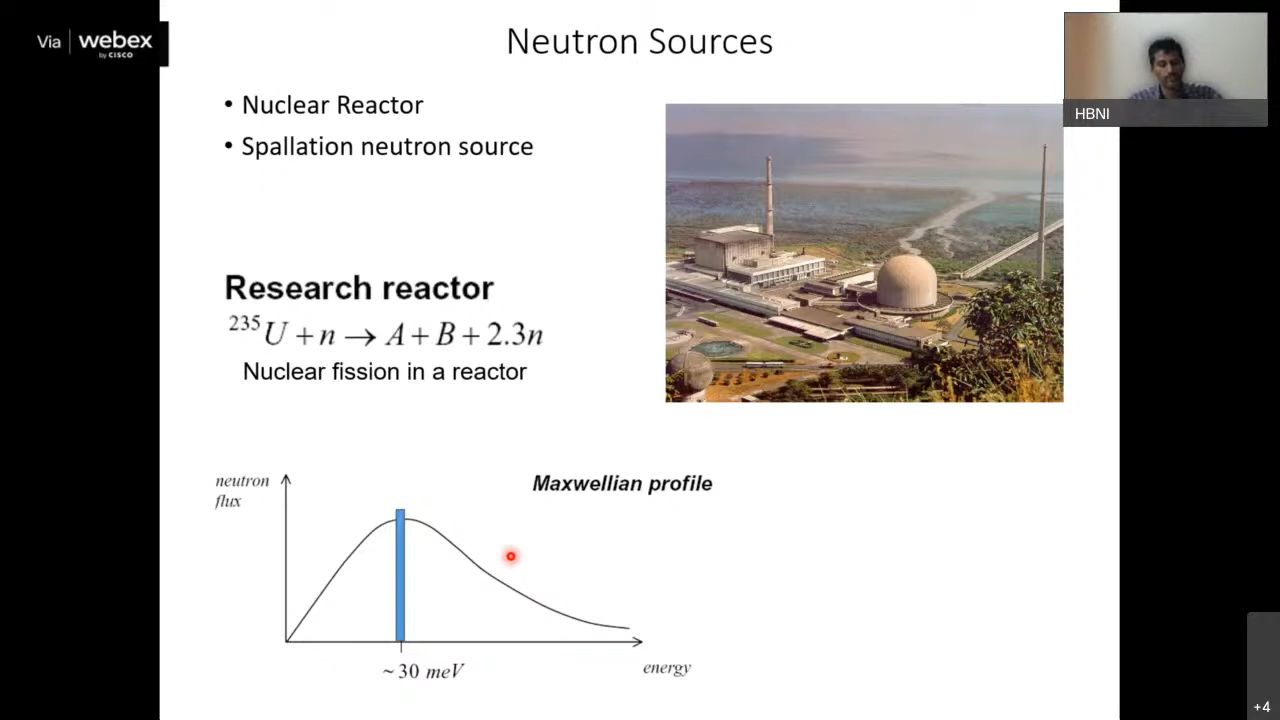 Via webex
by CISCO
Neutron Sources
HBNI
• Nuclear Reactor
• Spallation neutron source
Research reactor
²³⁵U + n → A + B + 2.3n
Nuclear fission in a reactor
neutron
flux
Maxwellian profile
~ 30 meV
energy
+4